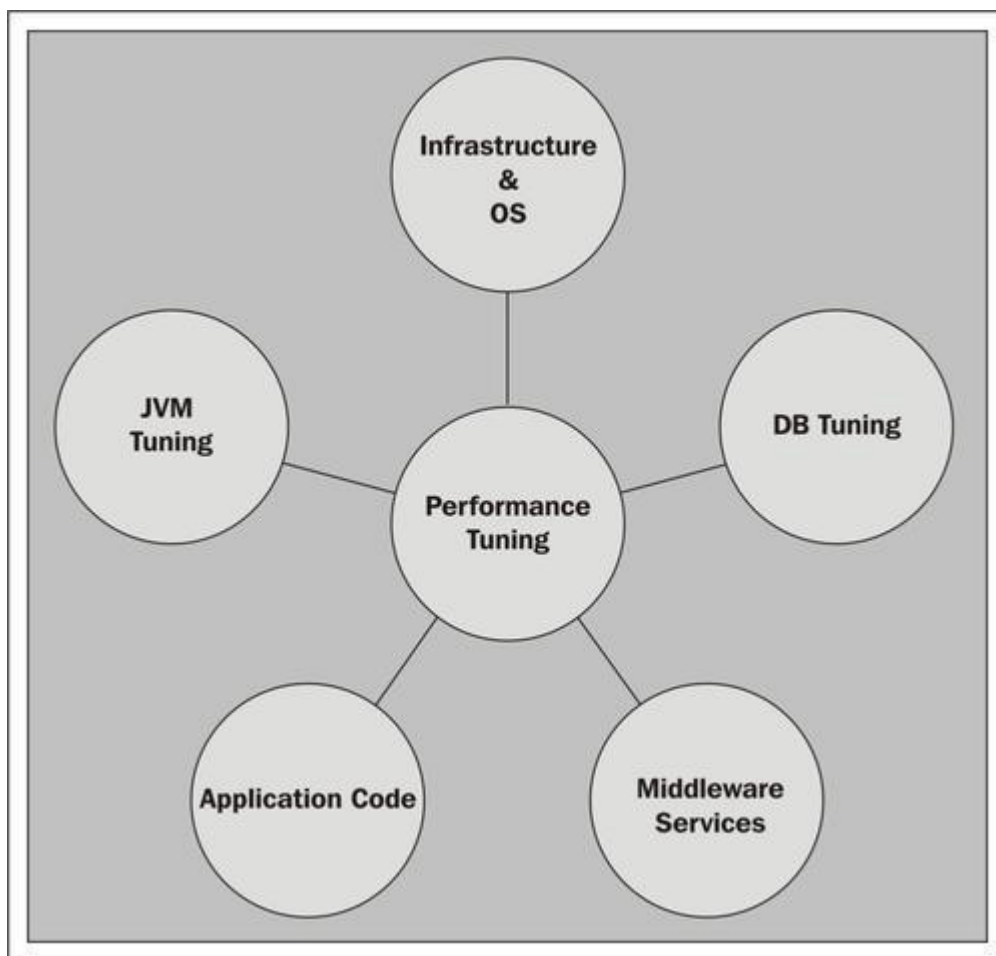 Infrastructure
&
OS
JVM
Tuning
DB Tuning
Performance
Tuning
Application Code
Middleware
Services